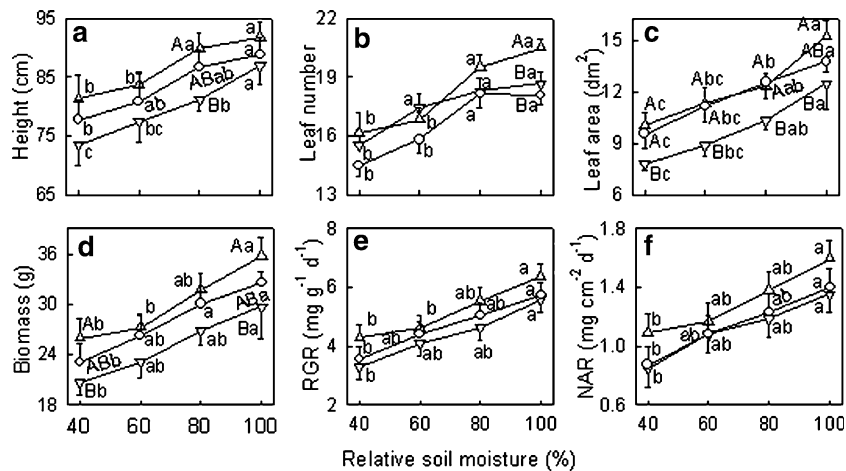 a
Height (cm)
95
85
75
65
b
b
Aa
a
b
ab
ABab
a
c
bc
Bb
a
b
Leaf number
22
19
16
13
b
a
a
Aa
b
b
a
Ba
b
b
Ba
c
Leaf area (dm2)
15
12
9
6
Ac
Abc
Ab
Aa
Ac
Abc
Aab
ABa
Bc
Bbc
Bab
Ba
d
Biomass (g)
36
30
24
18
Ab
b
ab
Aa
ABb
ab
a
ABa
Bb
ab
ab
Ba
40 60 80 100
e
RGR (mg g-1 d-1)
8
6
4
2
b
b
ab
a
b
ab
ab
a
b
ab
ab
a
40 60 80 100
f
NAR (mg cm-2 d-1)
1.8
1.4
1.0
0.6
b
ab
ab
a
b
ab
a
b
ab
ab
a
40 60 80 100
Relative soil moisture (%)